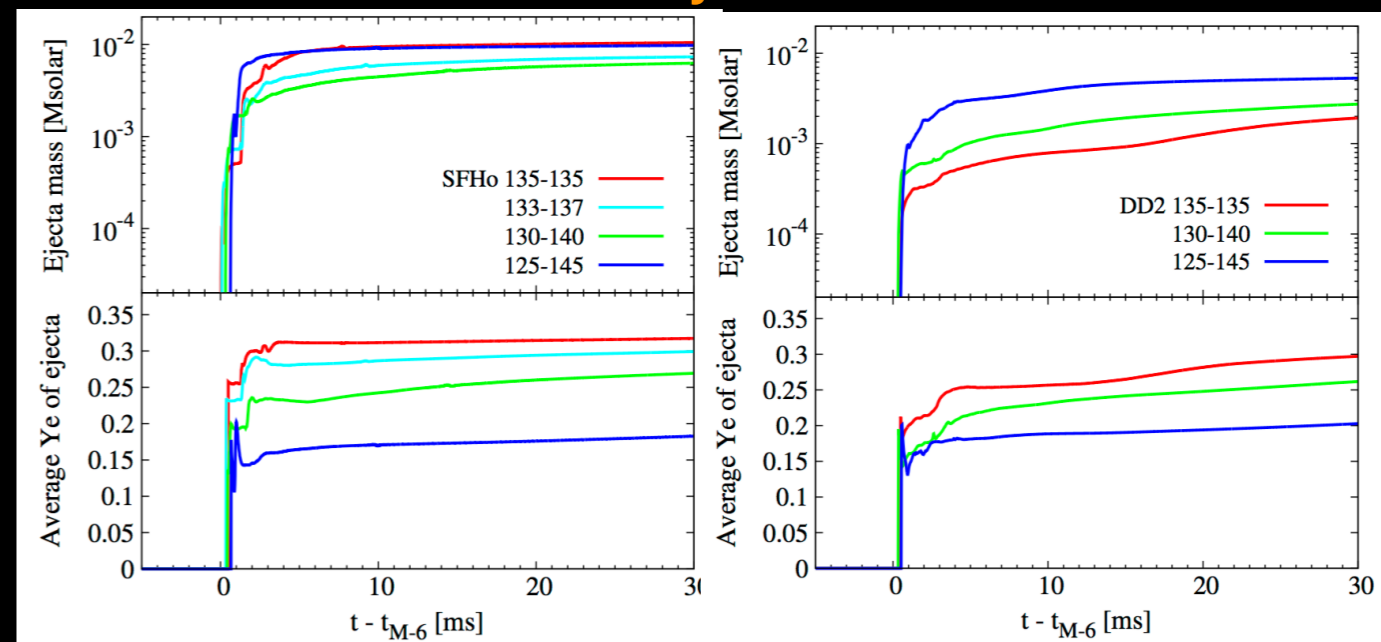 Ejecta mass [Msolar]
10^-2
10^-3
10^-4
SFHo 135-135
133-137
130-140
125-145
Average Ye of ejecta
0.35
0.3
0.25
0.2
0.15
0.1
0.05
0
0 10 20 30
t - t_M-6 [ms]
Ejecta mass [Msolar]
10^-2
10^-3
10^-4
DD2 135-135
130-140
125-145
Average Ye of ejecta
0.35
0.3
0.25
0.2
0.15
0.1
0.05
0
0 10 20 30
t - t_M-6 [ms]